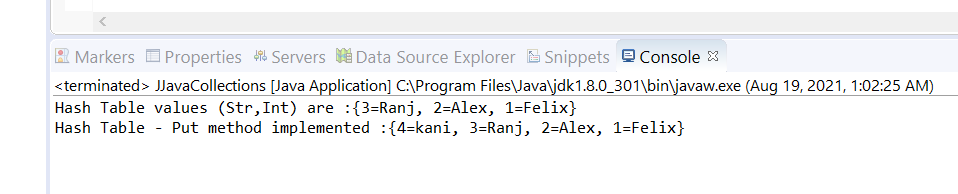 Markers Properties Servers Data Source Explorer Snippets Console
<terminated> JJavaCollections [Java Application] C:\Program Files\Java\jdk1.8.0_301\bin\javaw.exe (Aug 19, 2021, 1:02:25 AM)
Hash Table values (Str,Int) are :{3=Ranj, 2=Alex, 1=Felix}
Hash Table - Put method implemented :{4=kani, 3=Ranj, 2=Alex, 1=Felix}